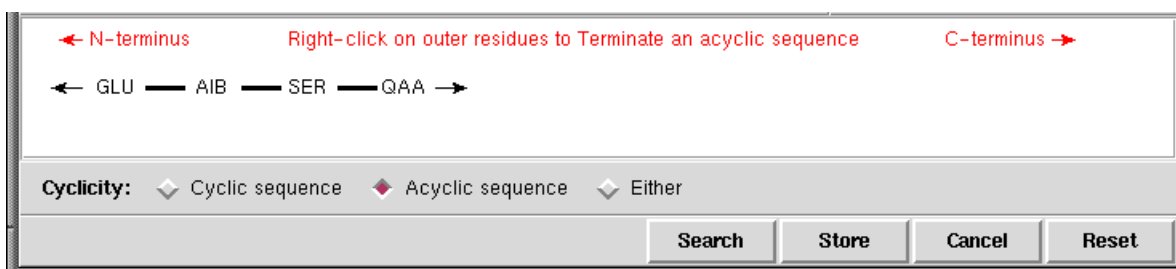 N-terminus Right-click on outer residues to Terminate an acyclic sequence C-terminus
GLU AIB SER QAA
Cyclicity: Cyclic sequence Acyclic sequence Either
Search Store Cancel Reset